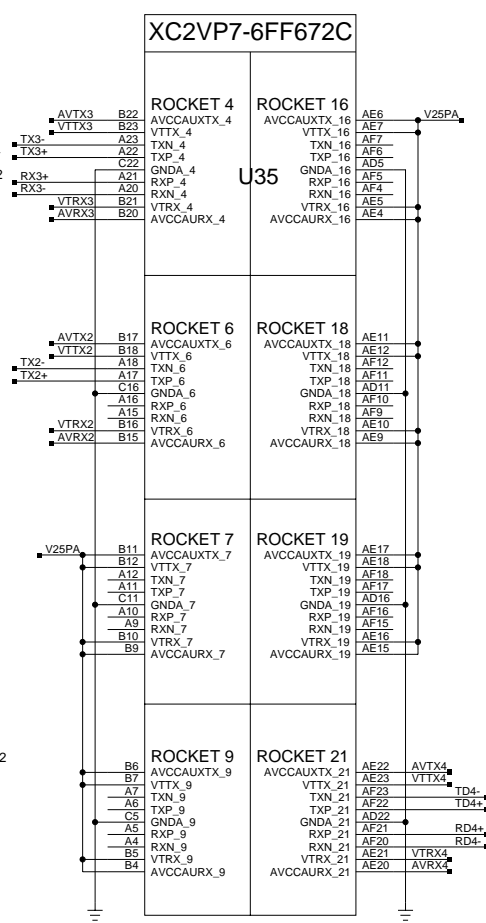 XC2VP7-6FF672C
U35
ROCKET 4
AVTX3 B22 AVCCAUXTX_4
VTTX3 B23 VTTX_4
TX3- A23 TXN_4
TX3+ A22 TXP_4
C22 GNDA_4
RX3+ A21 RXP_4
RX3- A20 RXN_4
VTRX3 B21 VTRX_4
AVRX3 B20 AVCCAURX_4
ROCKET 16
AVCCAUXTX_16 AE6 V25PA
VTTX_16 AE7
TXN_16 AF7
TXP_16 AF6
GNDA_16 AD5
RXP_16 AF5
RXN_16 AF4
VTRX_16 AE5
AVCCAURX_16 AE4
ROCKET 6
AVTX2 B17 AVCCAUXTX_6
VTTX2 B18 VTTX_6
TX2- A18 TXN_6
TX2+ A17 TXP_6
C16 GNDA_6
A16 RXP_6
A15 RXN_6
VTRX2 B16 VTRX_6
AVRX2 B15 AVCCAURX_6
ROCKET 18
AVCCAUXTX_18 AE11
VTTX_18 AE12
TXN_18 AF12
TXP_18 AF11
GNDA_18 AD11
RXP_18 AF10
RXN_18 AF9
VTRX_18 AE10
AVCCAURX_18 AE9
ROCKET 7
V25PA B11 AVCCAUXTX_7
B12 VTTX_7
A12 TXN_7
A11 TXP_7
C11 GNDA_7
A10 RXP_7
A9 RXN_7
B10 VTRX_7
B9 AVCCAURX_7
ROCKET 19
AVCCAUXTX_19 AE17
VTTX_19 AE18
TXN_19 AF18
TXP_19 AF17
GNDA_19 AD16
RXP_19 AF16
RXN_19 AF15
VTRX_19 AE16
AVCCAURX_19 AE15
2
ROCKET 9
B6 AVCCAUXTX_9
B7 VTTX_9
A7 TXN_9
A6 TXP_9
C5 GNDA_9
A5 RXP_9
A4 RXN_9
B5 VTRX_9
B4 AVCCAURX_9
ROCKET 21
AVCCAUXTX_21 AE22 AVTX4
VTTX_21 AE23 VTTX4
TXN_21 AF23 TD4-
TXP_21 AF22 TD4+
GNDA_21 AD22
RXP_21 AF21 RD4+
RXN_21 AF20 RD4-
VTRX_21 AE21 VTRX4
AVCCAURX_21 AE20 AVRX4